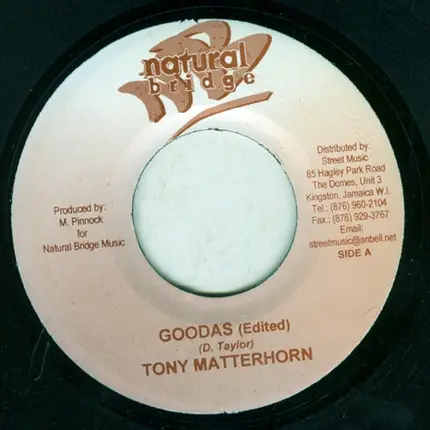 natural
bridge
Distributed by:
Street Music
85 Hagley Park Road
The Domes, Unit 3
Kingston, Jamaica W.I.
Tel.: (876) 960-2104
Fax.: (876) 929-3767
Email:
streetmusic@anbell.net
SIDE A
Produced by:
M. Pinnock
for
Natural Bridge Music
GOODAS (Edited)
(D. Taylor)
TONY MATTERHORN